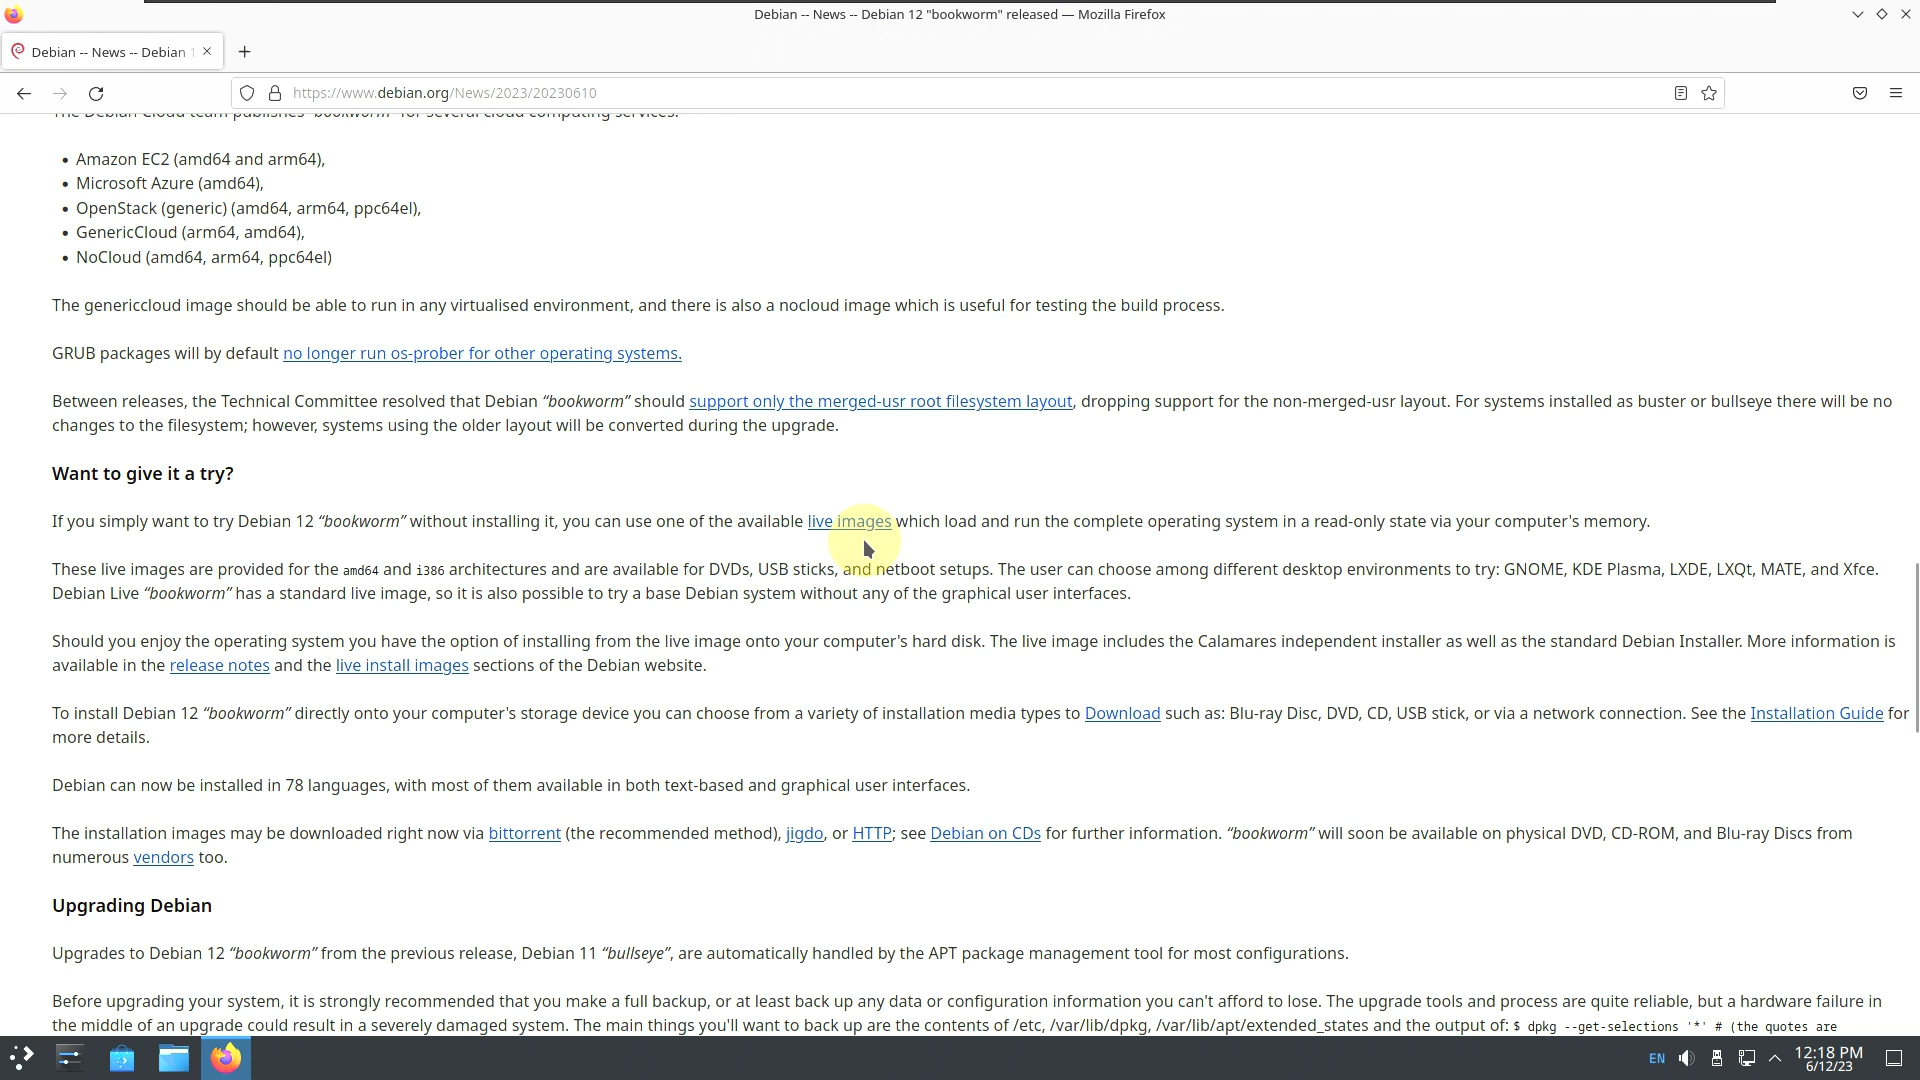 Debian -- News -- Debian 12 "bookworm" released — Mozilla Firefox
Debian -- News -- Debian 1
https://www.debian.org/News/2023/20230610
The Debian Cloud team publishes “bookworm” for several cloud computing services:
• Amazon EC2 (amd64 and arm64),
• Microsoft Azure (amd64),
• OpenStack (generic) (amd64, arm64, ppc64el),
• GenericCloud (arm64, amd64),
• NoCloud (amd64, arm64, ppc64el)
The genericcloud image should be able to run in any virtualised environment, and there is also a nocloud image which is useful for testing the build process.
GRUB packages will by default no longer run os-prober for other operating systems.
Between releases, the Technical Committee resolved that Debian “bookworm” should support only the merged-usr root filesystem layout, dropping support for the non-merged-usr layout. For systems installed as buster or bullseye there will be no
changes to the filesystem; however, systems using the older layout will be converted during the upgrade.
Want to give it a try?
If you simply want to try Debian 12 “bookworm” without installing it, you can use one of the available live images which load and run the complete operating system in a read-only state via your computer's memory.
These live images are provided for the amd64 and i386 architectures and are available for DVDs, USB sticks, and netboot setups. The user can choose among different desktop environments to try: GNOME, KDE Plasma, LXDE, LXQt, MATE, and Xfce.
Debian Live “bookworm” has a standard live image, so it is also possible to try a base Debian system without any of the graphical user interfaces.
Should you enjoy the operating system you have the option of installing from the live image onto your computer's hard disk. The live image includes the Calamares independent installer as well as the standard Debian Installer. More information is
available in the release notes and the live install images sections of the Debian website.
To install Debian 12 “bookworm” directly onto your computer's storage device you can choose from a variety of installation media types to Download such as: Blu-ray Disc, DVD, CD, USB stick, or via a network connection. See the Installation Guide for
more details.
Debian can now be installed in 78 languages, with most of them available in both text-based and graphical user interfaces.
The installation images may be downloaded right now via bittorrent (the recommended method), jigdo, or HTTP; see Debian on CDs for further information. “bookworm” will soon be available on physical DVD, CD-ROM, and Blu-ray Discs from
numerous vendors too.
Upgrading Debian
Upgrades to Debian 12 “bookworm” from the previous release, Debian 11 “bullseye”, are automatically handled by the APT package management tool for most configurations.
Before upgrading your system, it is strongly recommended that you make a full backup, or at least back up any data or configuration information you can't afford to lose. The upgrade tools and process are quite reliable, but a hardware failure in
the middle of an upgrade could result in a severely damaged system. The main things you'll want to back up are the contents of /etc, /var/lib/dpkg, /var/lib/apt/extended_states and the output of: $ dpkg --get-selections '*' # (the quotes are
EN
12:18 PM
6/12/23